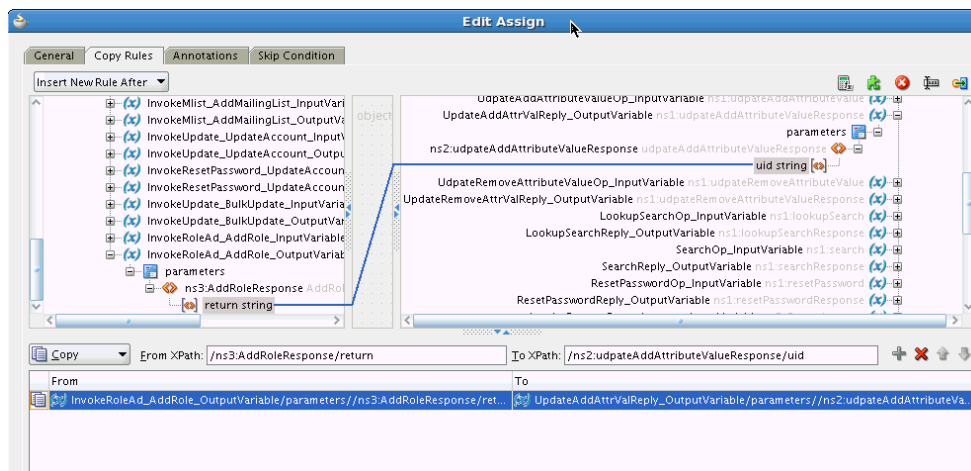 Edit Assign
General Copy Rules Annotations Skip Condition
Insert New Rule After
InvokeMlist_AddMailingList_InputVari
InvokeMlist_AddMailingList_OutputVa
InvokeUpdate_UpdateAccount_InputV
InvokeUpdate_UpdateAccount_Outpu
InvokeResetPassword_UpdateAccoun
InvokeResetPassword_UpdateAccoun
InvokeUpdate_BulkUpdate_InputVaria
InvokeUpdate_BulkUpdate_OutputVar
InvokeRoleAd_AddRole_InputVariable
InvokeRoleAd_AddRole_OutputVariab
parameters
ns3:AddRoleResponse AddRol
return string
object
UdpateAddAttributeValueOp_InputVariable ns1:udpateAddAttributeValue
UpdateAddAttrValReply_OutputVariable ns1:udpateAddAttributeValueResponse
parameters
ns2:udpateAddAttributeValueResponse udpateAddAttributeValueResponse
uid string
UdpateRemoveAttributeValueOp_InputVariable ns1:udpateRemoveAttributeValue
UpdateRemoveAttrValReply_OutputVariable ns1:udpateRemoveAttributeValueResponse
LookupSearchOp_InputVariable ns1:lookupSearch
LookupSearchReply_OutputVariable ns1:lookupSearchResponse
SearchOp_InputVariable ns1:search
SearchReply_OutputVariable ns1:searchResponse
ResetPasswordOp_InputVariable ns1:resetPassword
ResetPasswordReply_OutputVariable ns1:resetPasswordResponse
Copy From XPath: /ns3:AddRoleResponse/return To XPath: /ns2:udpateAddAttributeValueResponse/uid
From To
InvokeRoleAd_AddRole_OutputVariable/parameters//ns3:AddRoleResponse/ret... UpdateAddAttrValReply_OutputVariable/parameters//ns2:udpateAddAttributeVa...